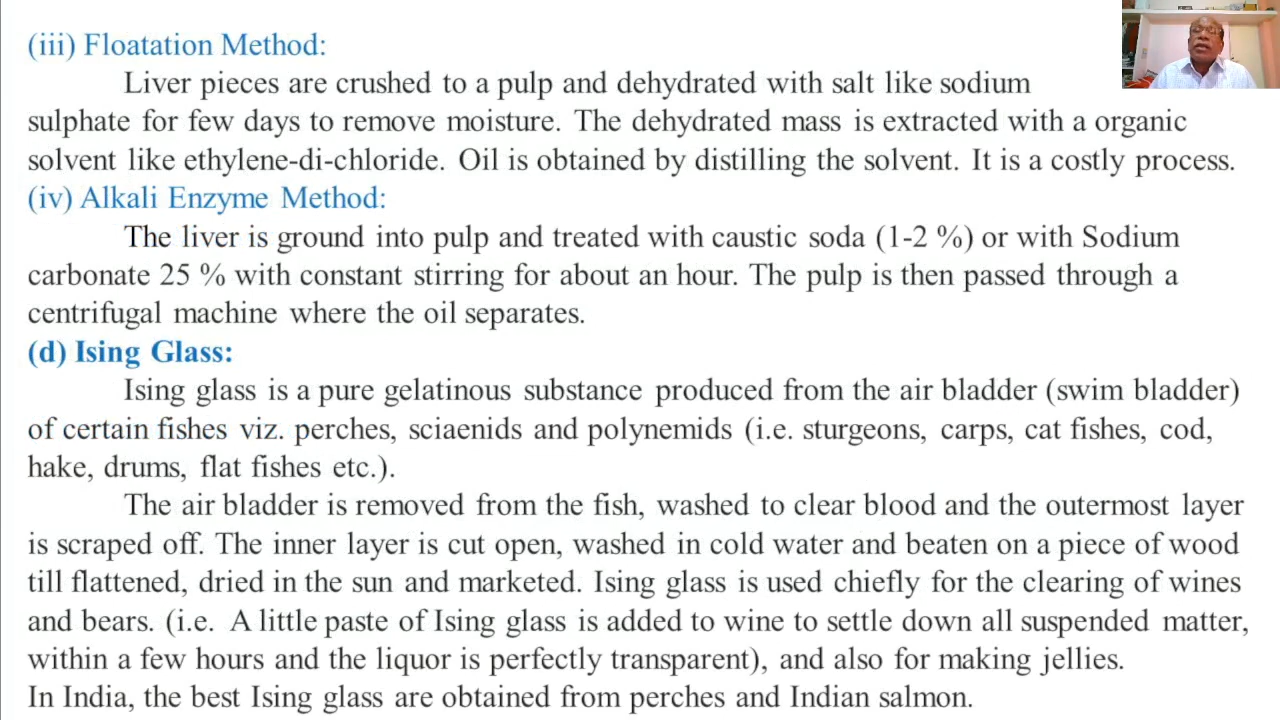 (iii) Floatation Method:
Liver pieces are crushed to a pulp and dehydrated with salt like sodium
sulphate for few days to remove moisture. The dehydrated mass is extracted with a organic
solvent like ethylene-di-chloride. Oil is obtained by distilling the solvent. It is a costly process.
(iv) Alkali Enzyme Method:
The liver is ground into pulp and treated with caustic soda (1-2 %) or with Sodium
carbonate 25 % with constant stirring for about an hour. The pulp is then passed through a
centrifugal machine where the oil separates.
(d) Ising Glass:
Ising glass is a pure gelatinous substance produced from the air bladder (swim bladder)
of certain fishes viz. perches, sciaenids and polynemids (i.e. sturgeons, carps, cat fishes, cod,
hake, drums, flat fishes etc.).
The air bladder is removed from the fish, washed to clear blood and the outermost layer
is scraped off. The inner layer is cut open, washed in cold water and beaten on a piece of wood
till flattened, dried in the sun and marketed. Ising glass is used chiefly for the clearing of wines
and bears. (i.e. A little paste of Ising glass is added to wine to settle down all suspended matter,
within a few hours and the liquor is perfectly transparent), and also for making jellies.
In India, the best Ising glass are obtained from perches and Indian salmon.